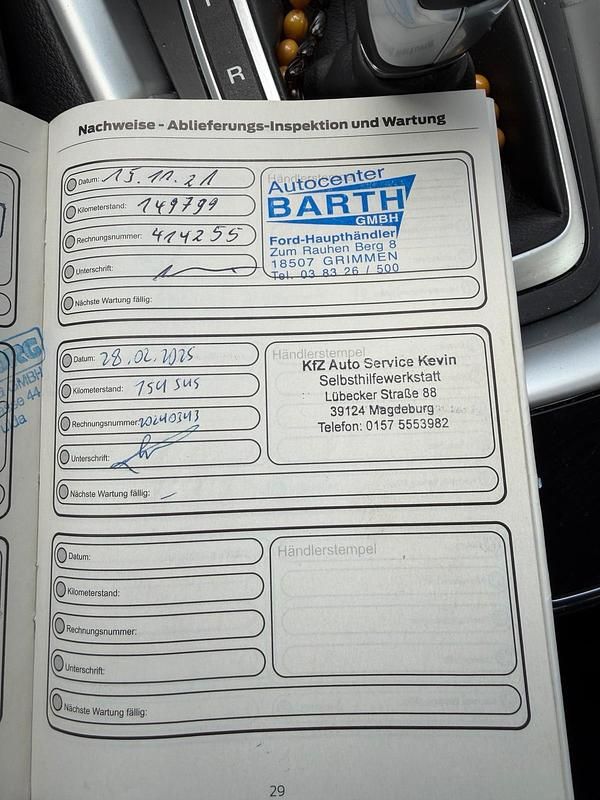 R
Nachweise - Ablieferungs-Inspektion und Wartung
Datum: 15.11.21
Kilometerstand: 149799
Rechnungsnummer: 414255
Unterschrift:
Nächste Wartung fällig:
Händlerstempel
Autocenter
BARTH
GMBH
Ford-Haupthändler
Zum Rauhen Berg 8
18507 GRIMMEN
Tel. 03 83 26 / 500
Datum: 28.02.2025
Kilometerstand: 154545
Rechnungsnummer: 20240343
Unterschrift:
Nächste Wartung fällig: –
Händlerstempel
KfZ Auto Service Kevin
Selbsthilfewerkstatt
Lübecker Straße 88
39124 Magdeburg
Telefon: 0157 5553982
Datum:
Kilometerstand:
Rechnungsnummer:
Unterschrift:
Nächste Wartung fällig:
Händlerstempel
29